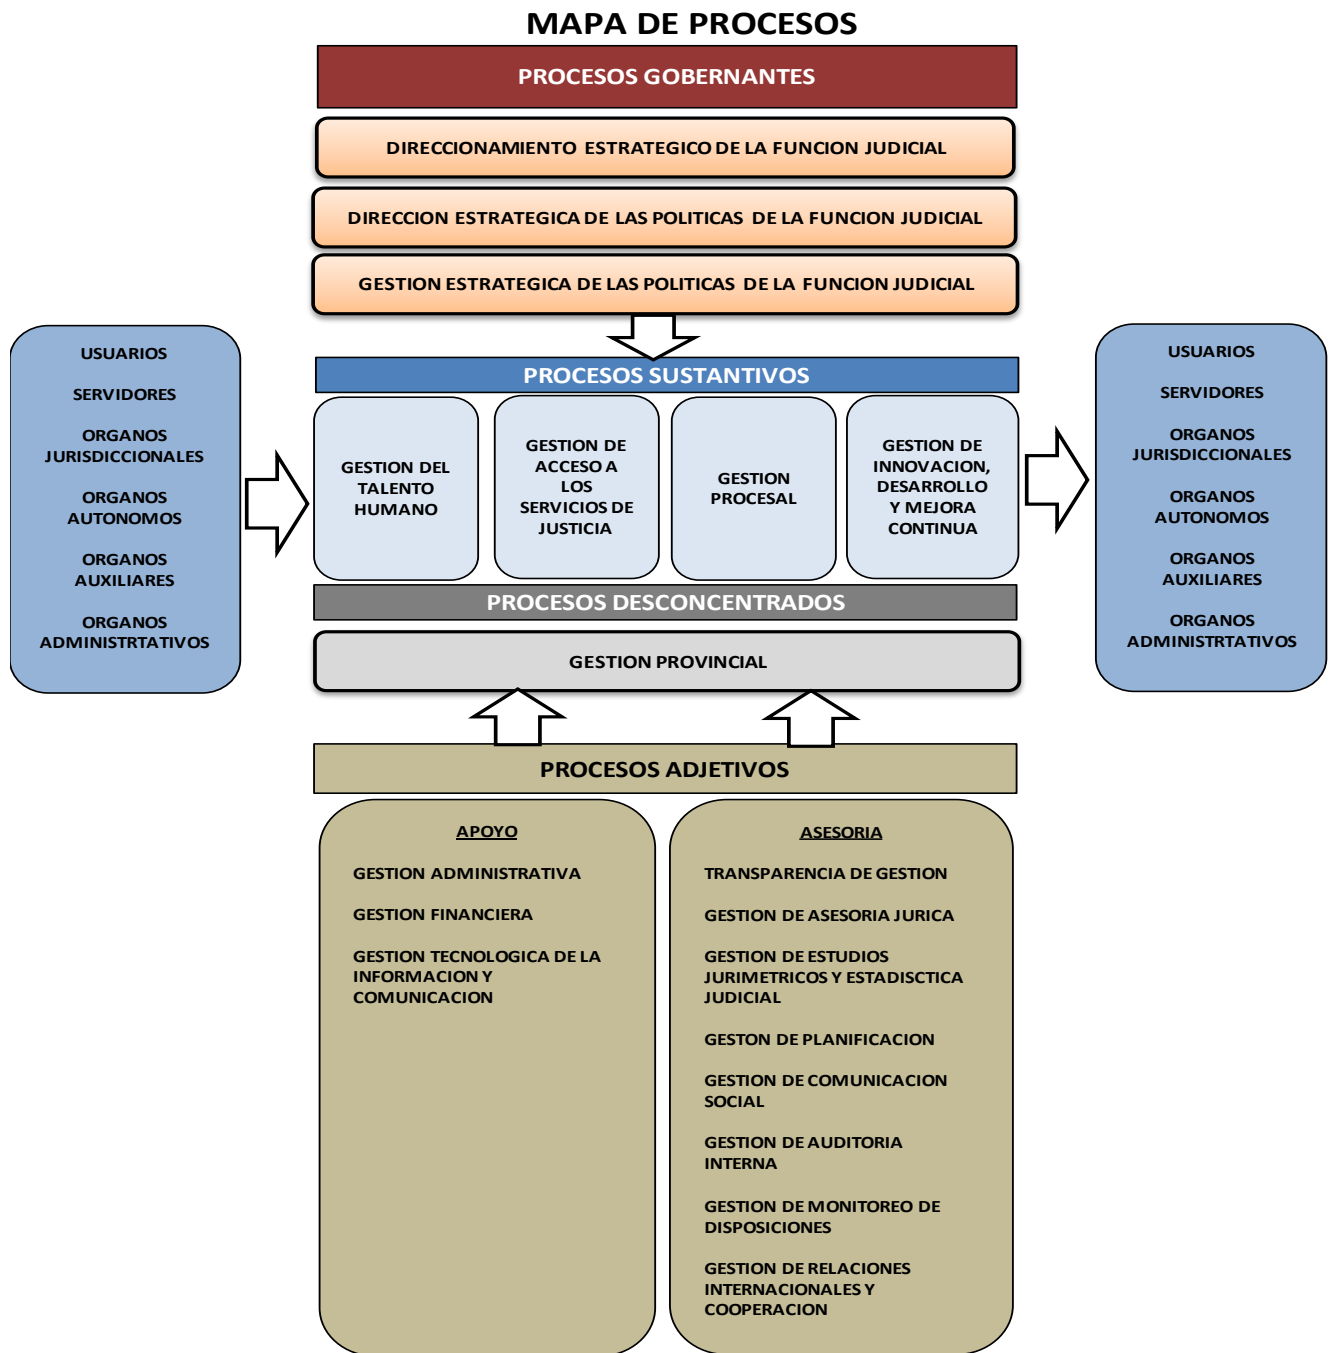 MAPA DE PROCESOS
PROCESOS GOBERNANTES
DIRECCIONAMIENTO ESTRATEGICO DE LA FUNCION JUDICIAL
DIRECCION ESTRATEGICA DE LAS POLITICAS DE LA FUNCION JUDICIAL
GESTION ESTRATEGICA DE LAS POLITICAS DE LA FUNCION JUDICIAL
USUARIOS
SERVIDORES
ORGANOS
JURISDICCIONALES
ORGANOS
AUTONOMOS
ORGANOS
AUXILIARES
ORGANOS
ADMINISTRTATIVOS
PROCESOS SUSTANTIVOS
GESTION DEL
TALENTO
HUMANO
GESTION DE
ACCESO A
LOS
SERVICIOS DE
JUSTICIA
GESTION
PROCESAL
GESTION DE
INNOVACION,
DESARROLLO
Y MEJORA
CONTINUA
USUARIOS
SERVIDORES
ORGANOS
JURISDICCIONALES
ORGANOS
AUTONOMOS
ORGANOS
AUXILIARES
ORGANOS
ADMINISTRTATIVOS
PROCESOS DESCONCENTRADOS
GESTION PROVINCIAL
PROCESOS ADJETIVOS
APOYO
GESTION ADMINISTRATIVA
GESTION FINANCIERA
GESTION TECNOLOGICA DE LA
INFORMACION Y
COMUNICACION
ASESORIA
TRANSPARENCIA DE GESTION
GESTION DE ASESORIA JURICA
GESTION DE ESTUDIOS
JURIMETRICOS Y ESTADISCTICA
JUDICIAL
GESTON DE PLANIFICACION
GESTION DE COMUNICACION
SOCIAL
GESTION DE AUDITORIA
INTERNA
GESTION DE MONITOREO DE
DISPOSICIONES
GESTION DE RELACIONES
INTERNACIONALES Y
COOPERACION